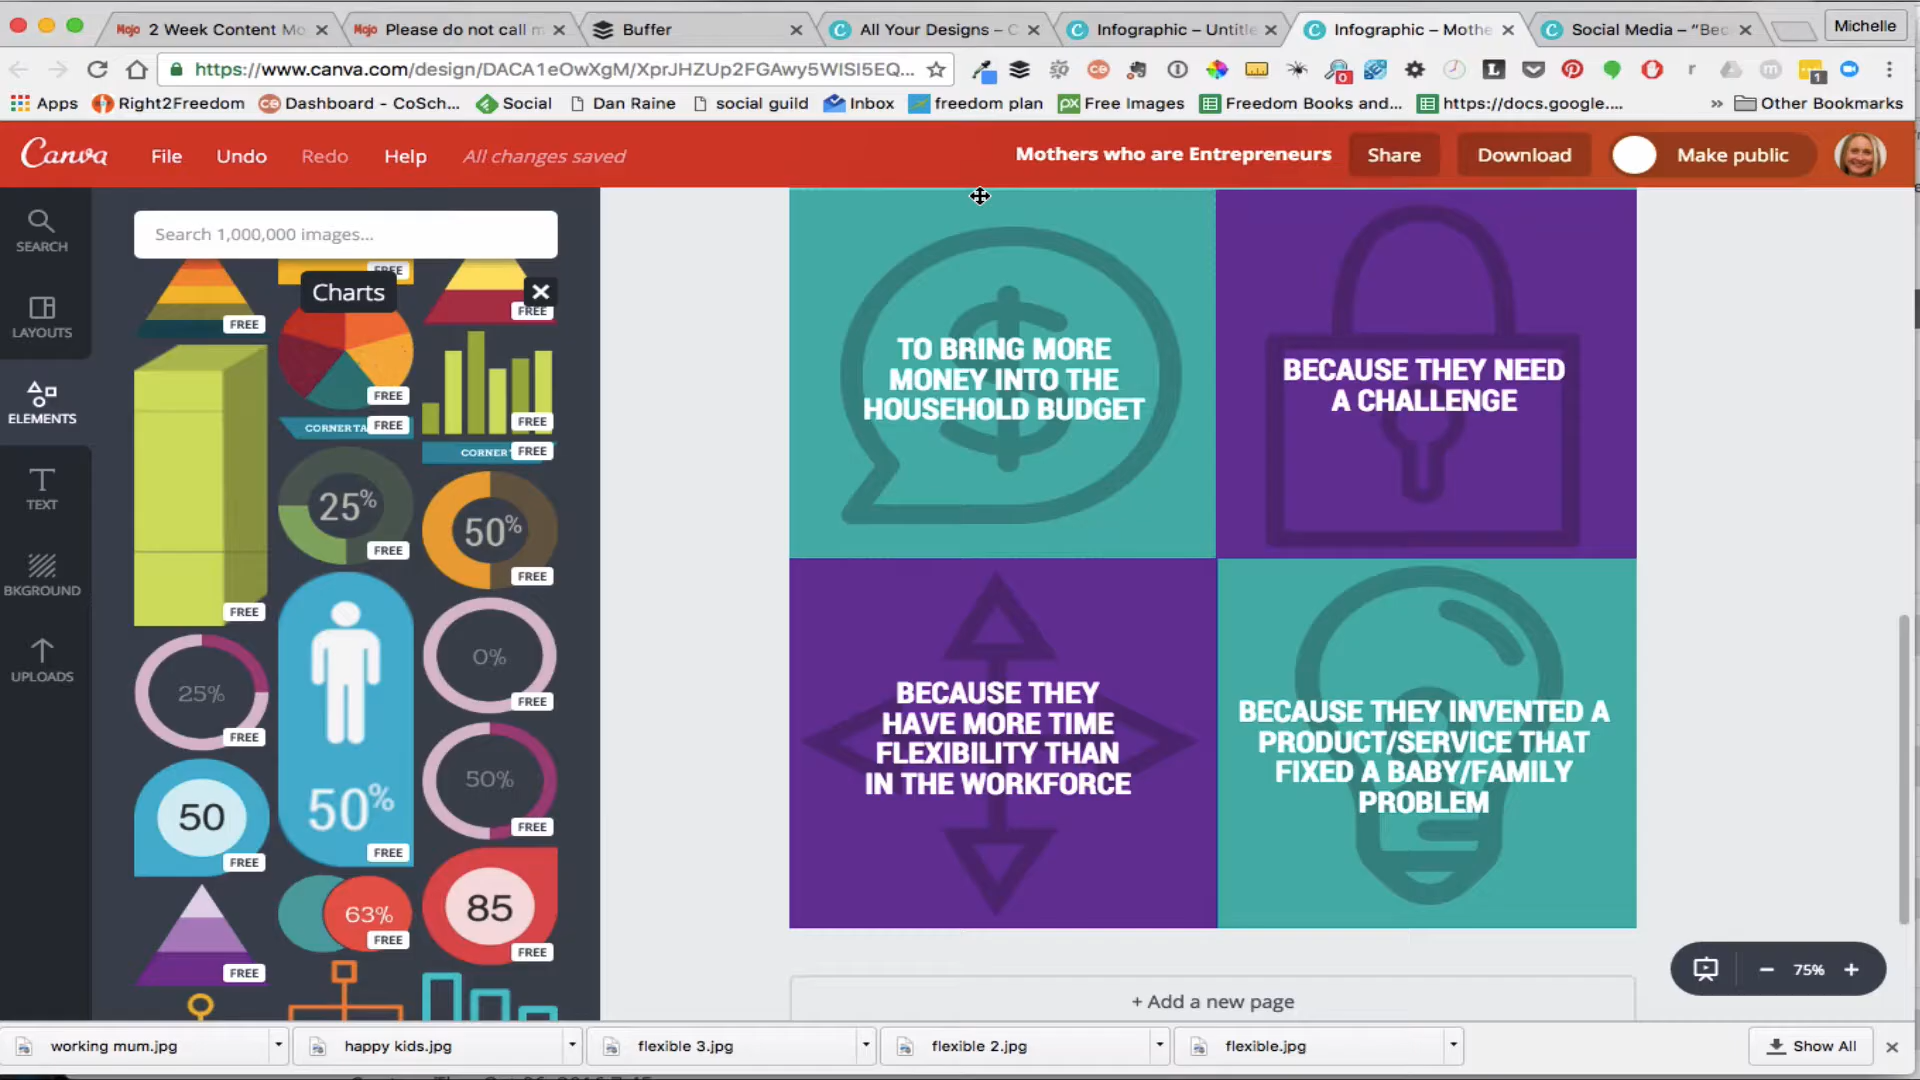 2 Week Content Mo
Please do not call m
Buffer
All Your Designs – C
Infographic – Untitle
Infographic – Mothe
Social Media – “Bec
Michelle
https://www.canva.com/design/DACA1eOwXgM/XprJHZUp2FGAwy5WISI5EQ...
Apps
Right2Freedom
Dashboard - CoSch...
Social
Dan Raine
social guild
Inbox
freedom plan
Free Images
Freedom Books and...
https://docs.google....
»
Other Bookmarks
Canva
File
Undo
Redo
Help
All changes saved
Mothers who are Entrepreneurs
Share
Download
Make public
SEARCH
LAYOUTS
ELEMENTS
TEXT
BKGROUND
UPLOADS
Search 1,000,000 images...
FREE
Charts
FREE
FREE
FREE
FREE
CORNER TA
FREE
CORNER
FREE
25%
FREE
50%
FREE
FREE
25%
FREE
0%
FREE
50%
FREE
50%
FREE
50
FREE
63%
FREE
85
FREE
FREE
TO BRING MORE
MONEY INTO THE
HOUSEHOLD BUDGET
BECAUSE THEY NEED
A CHALLENGE
BECAUSE THEY
HAVE MORE TIME
FLEXIBILITY THAN
IN THE WORKFORCE
BECAUSE THEY INVENTED A
PRODUCT/SERVICE THAT
FIXED A BABY/FAMILY
PROBLEM
75%
+ Add a new page
working mum.jpg
happy kids.jpg
flexible 3.jpg
flexible 2.jpg
flexible.jpg
Show All